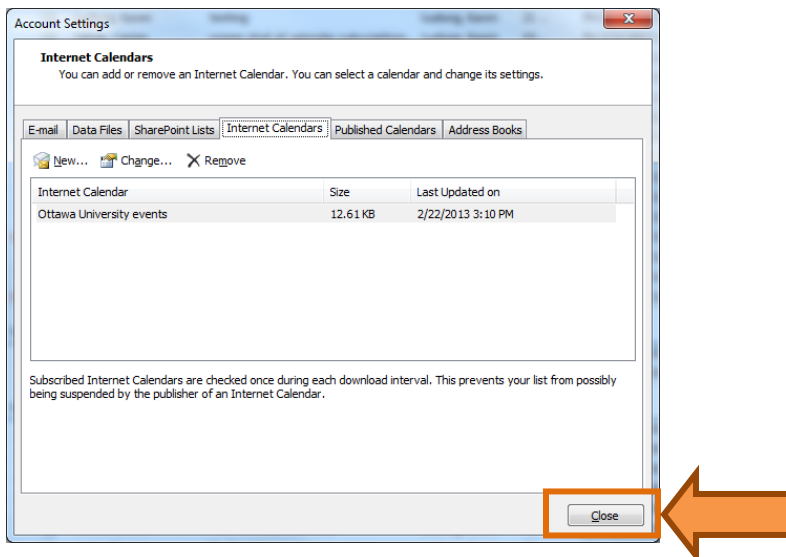 Account Settings
Internet Calendars
You can add or remove an Internet Calendar. You can select a calendar and change its settings.
E-mail Data Files SharePoint Lists Internet Calendars Published Calendars Address Books
New... Change... Remove
Internet Calendar Size Last Updated on
Ottawa University events 12.61 KB 2/22/2013 3:10 PM
Subscribed Internet Calendars are checked once during each download interval. This prevents your list from possibly
being suspended by the publisher of an Internet Calendar.
Close